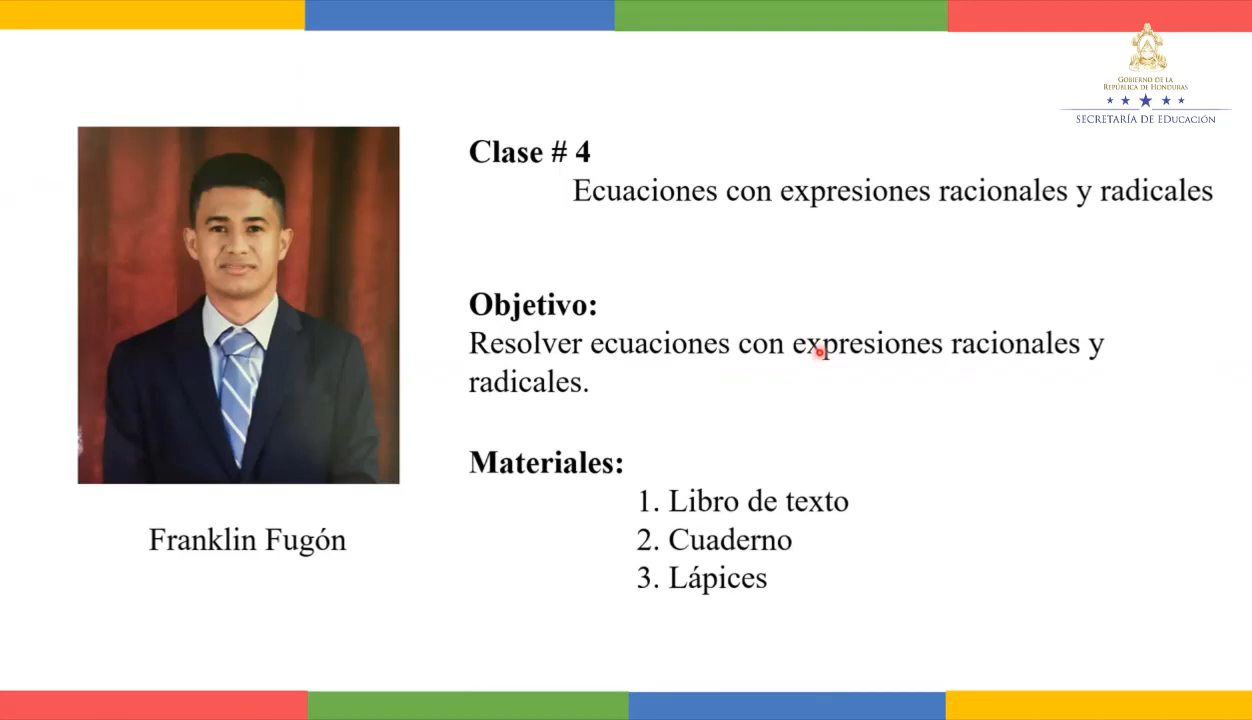 GOBIERNO DE LA
REPÚBLICA DE HONDURAS
SECRETARÍA DE EDUCACIÓN
Clase # 4
Ecuaciones con expresiones racionales y radicales
Objetivo:
Resolver ecuaciones con expresiones racionales y
radicales.
Materiales:
1. Libro de texto
2. Cuaderno
3. Lápices
Franklin Fugón